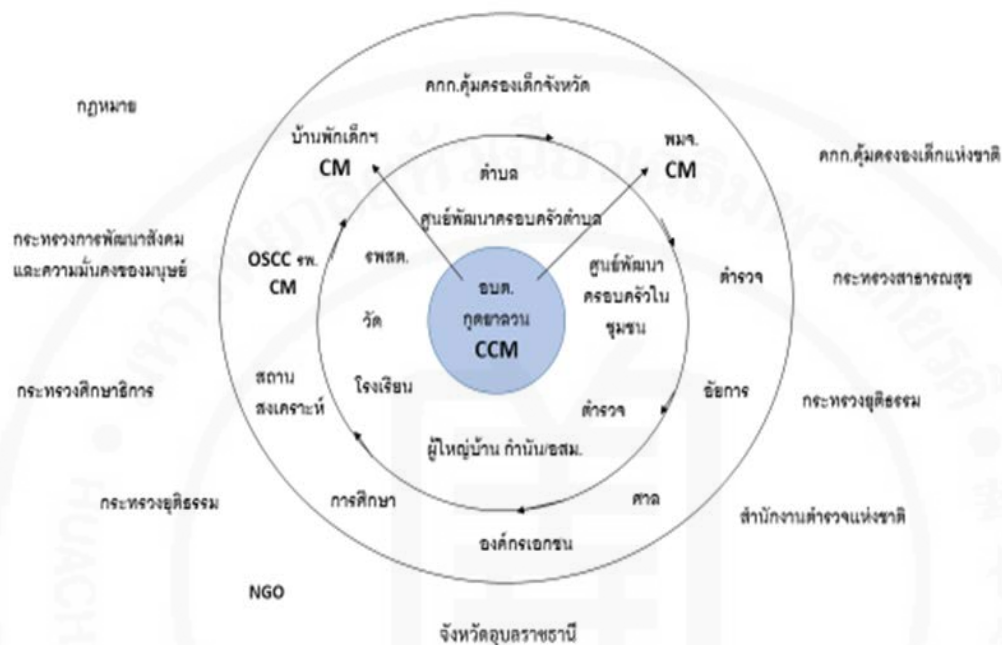 คกก.คุ้มครองเด็กจังหวัด
กฎหมาย
บ้านพักเด็กฯ
CM
พมจ.
CM
คกก.คุ้มครองเด็กแห่งชาติ
ตำบล
ศูนย์พัฒนาครอบครัวตำบล
กระทรวงการพัฒนาสังคม
และความมั่นคงของมนุษย์
OSCC รพ.
CM
รพสต.
ศูนย์พัฒนา
ครอบครัวใน
ชุมชน
ตำรวจ
กระทรวงสาธารณสุข
อบต.
กุดยาลวน
CCM
วัด
สถาน
สงเคราะห์
โรงเรียน
กระทรวงศึกษาธิการ
อัยการ
กระทรวงยุติธรรม
ตำรวจ
ผู้ใหญ่บ้าน กำนัน/อสม.
กระทรวงยุติธรรม
การศึกษา
ศาล
สำนักงานตำรวจแห่งชาติ
องค์กรเอกชน
NGO
จังหวัดอุบลราชธานี
HUACH